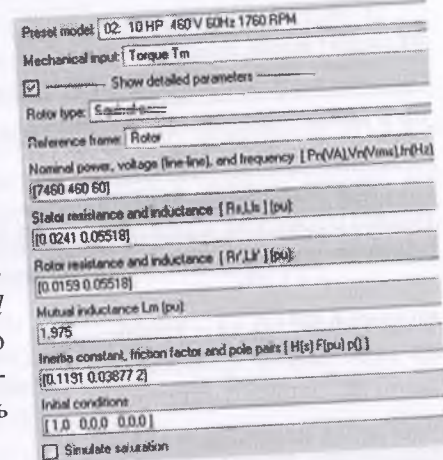 Preset model: 02: 10 HP 460 V 60Hz 1760 RPM
Mechanical input: Torque Tm
Show detailed parameters
Rotor type:
Reference frame: Rotor
Nominal power, voltage (line-line), and frequency [ Pn(VA),Vn(Vrms),fn(Hz)
[7460 460 60]
Stator resistance and inductance [ Rs,Lls ] (pu):
[0.0241 0.05518]
Rotor resistance and inductance [ Rr',Llr' ] (pu):
[0.0159 0.05518]
Mutual inductance Lm (pu):
1.975
Inertia constant, friction factor and pole pairs [ H(s) F(pu) p() ]
[0.1191 0.03877 2]
Initial conditions
[ 1,0 0,0,0 0,0,0 ]
Simulate saturation